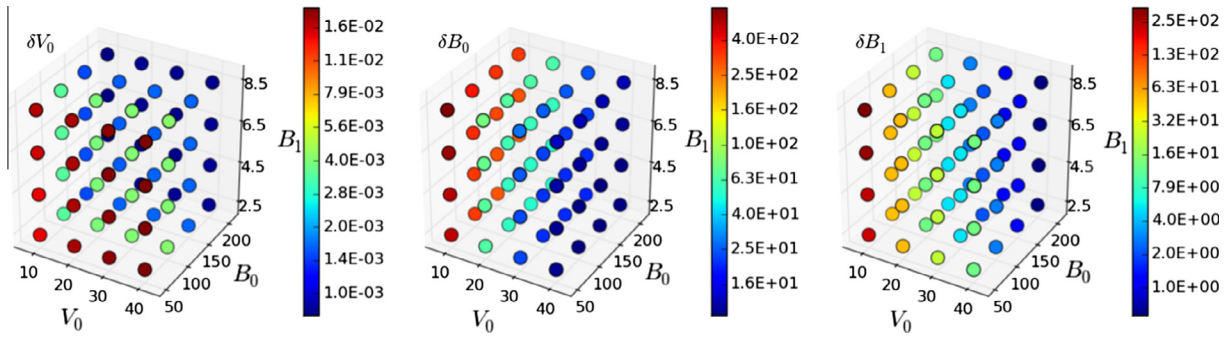 δV₀
1.6E-02
1.1E-02
7.9E-03
5.6E-03
4.0E-03
2.8E-03
2.0E-03
1.4E-03
1.0E-03
8.5
6.5
4.5
2.5
B₁
200
150
100
50
B₀
10
20
30
40
V₀
δB₀
4.0E+02
2.5E+02
1.6E+02
1.0E+02
6.3E+01
4.0E+01
2.5E+01
1.6E+01
8.5
6.5
4.5
2.5
B₁
200
150
100
50
B₀
10
20
30
40
V₀
δB₁
2.5E+02
1.3E+02
6.3E+01
3.2E+01
1.6E+01
7.9E+00
4.0E+00
2.0E+00
1.0E+00
8.5
6.5
4.5
2.5
B₁
200
150
100
50
B₀
10
20
30
40
V₀